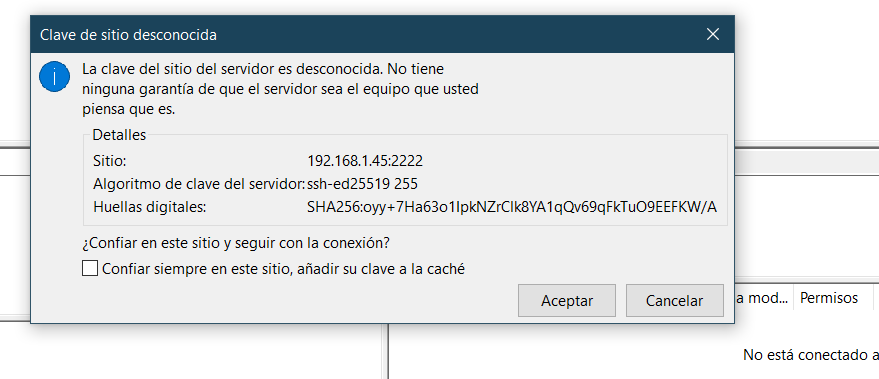 Clave de sitio desconocida
La clave del sitio del servidor es desconocida. No tiene
ninguna garantía de que el servidor sea el equipo que usted
piensa que es.
Detalles
Sitio: 192.168.1.45:2222
Algoritmo de clave del servidor: ssh-ed25519 255
Huellas digitales: SHA256:oyy+7Ha63o1IpkNZrClk8YA1qQv69qFkTuO9EEFKW/A
¿Confiar en este sitio y seguir con la conexión?
Confiar siempre en este sitio, añadir su clave a la caché
Aceptar Cancelar
a mod... Permisos
No está conectado a